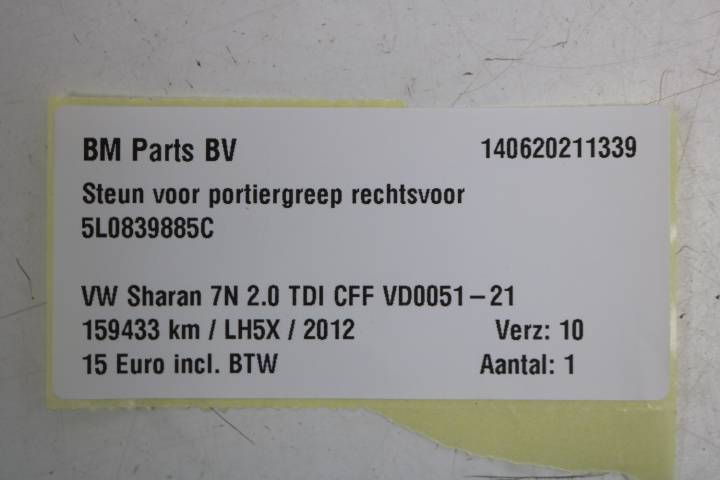 BM Parts BV 140620211339
Steun voor portiergreep rechtsvoor
5L0839885C
VW Sharan 7N 2.0 TDI CFF VD0051-21
159433 km / LH5X / 2012 Verz: 10
15 Euro incl. BTW Aantal: 1